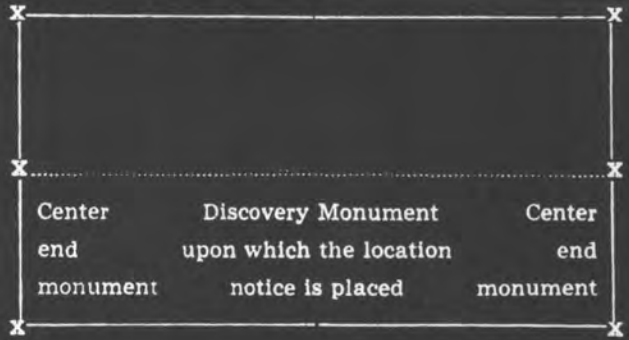 X X
X X
Center Discovery Monument Center
end upon which the location end
monument notice is placed monument
X X